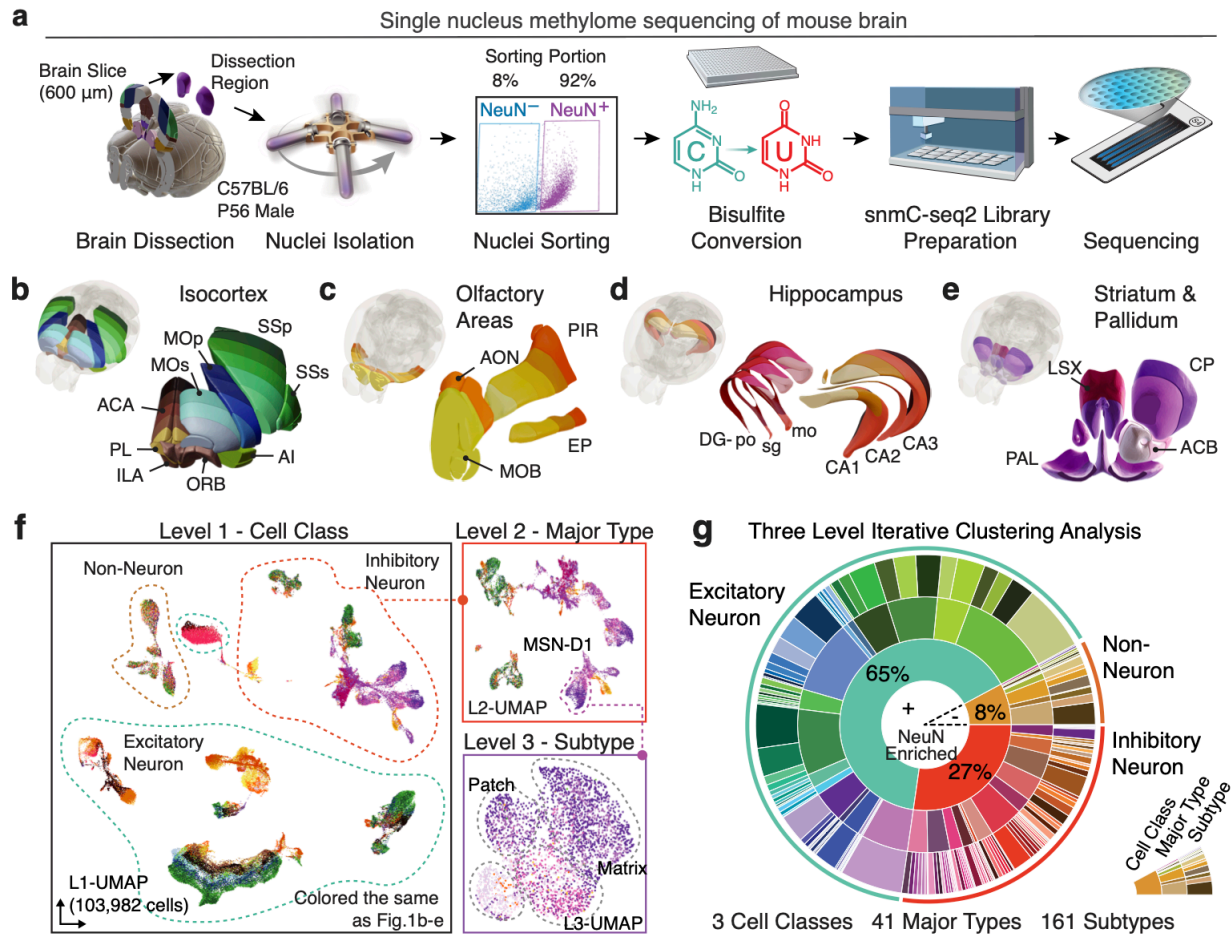 a
Single nucleus methylome sequencing of mouse brain
Brain Slice
(600 μm)
Dissection
Region
C57BL/6
P56 Male
Sorting Portion
8% 92%
NeuN− NeuN+
NH2
N
C
N
H
O
O
NH
U
N
H
O
Brain Dissection
Nuclei Isolation
Nuclei Sorting
Bisulfite
Conversion
snmC-seq2 Library
Preparation
Sequencing
b
Isocortex
SSp
MOp
MOs
SSs
ACA
PL
ILA
ORB
AI
c
Olfactory
Areas
PIR
AON
EP
MOB
d
Hippocampus
DG- po
sg
mo
CA1
CA2
CA3
e
Striatum &
Pallidum
LSX
CP
PAL
ACB
f
Level 1 - Cell Class
Non-Neuron
Inhibitory
Neuron
Excitatory
Neuron
L1-UMAP
(103,982 cells)
Colored the same
as Fig.1b-e
Level 2 - Major Type
MSN-D1
L2-UMAP
Level 3 - Subtype
Patch
Matrix
L3-UMAP
g
Three Level Iterative Clustering Analysis
Excitatory
Neuron
Non-
Neuron
Inhibitory
Neuron
65%
8%
27%
+
-
NeuN
Enriched
Cell Class
Major Type
Subtype
3 Cell Classes 41 Major Types 161 Subtypes